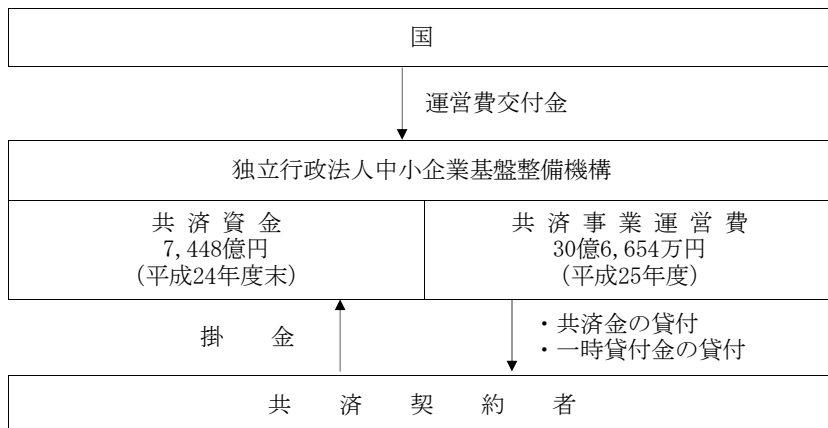 国
運営費交付金
独立行政法人中小企業基盤整備機構
共済資金
7,448億円
（平成24年度末）
共済事業運営費
30億6,654万円
（平成25年度）
掛　金
・共済金の貸付
・一時貸付金の貸付
共済契約者